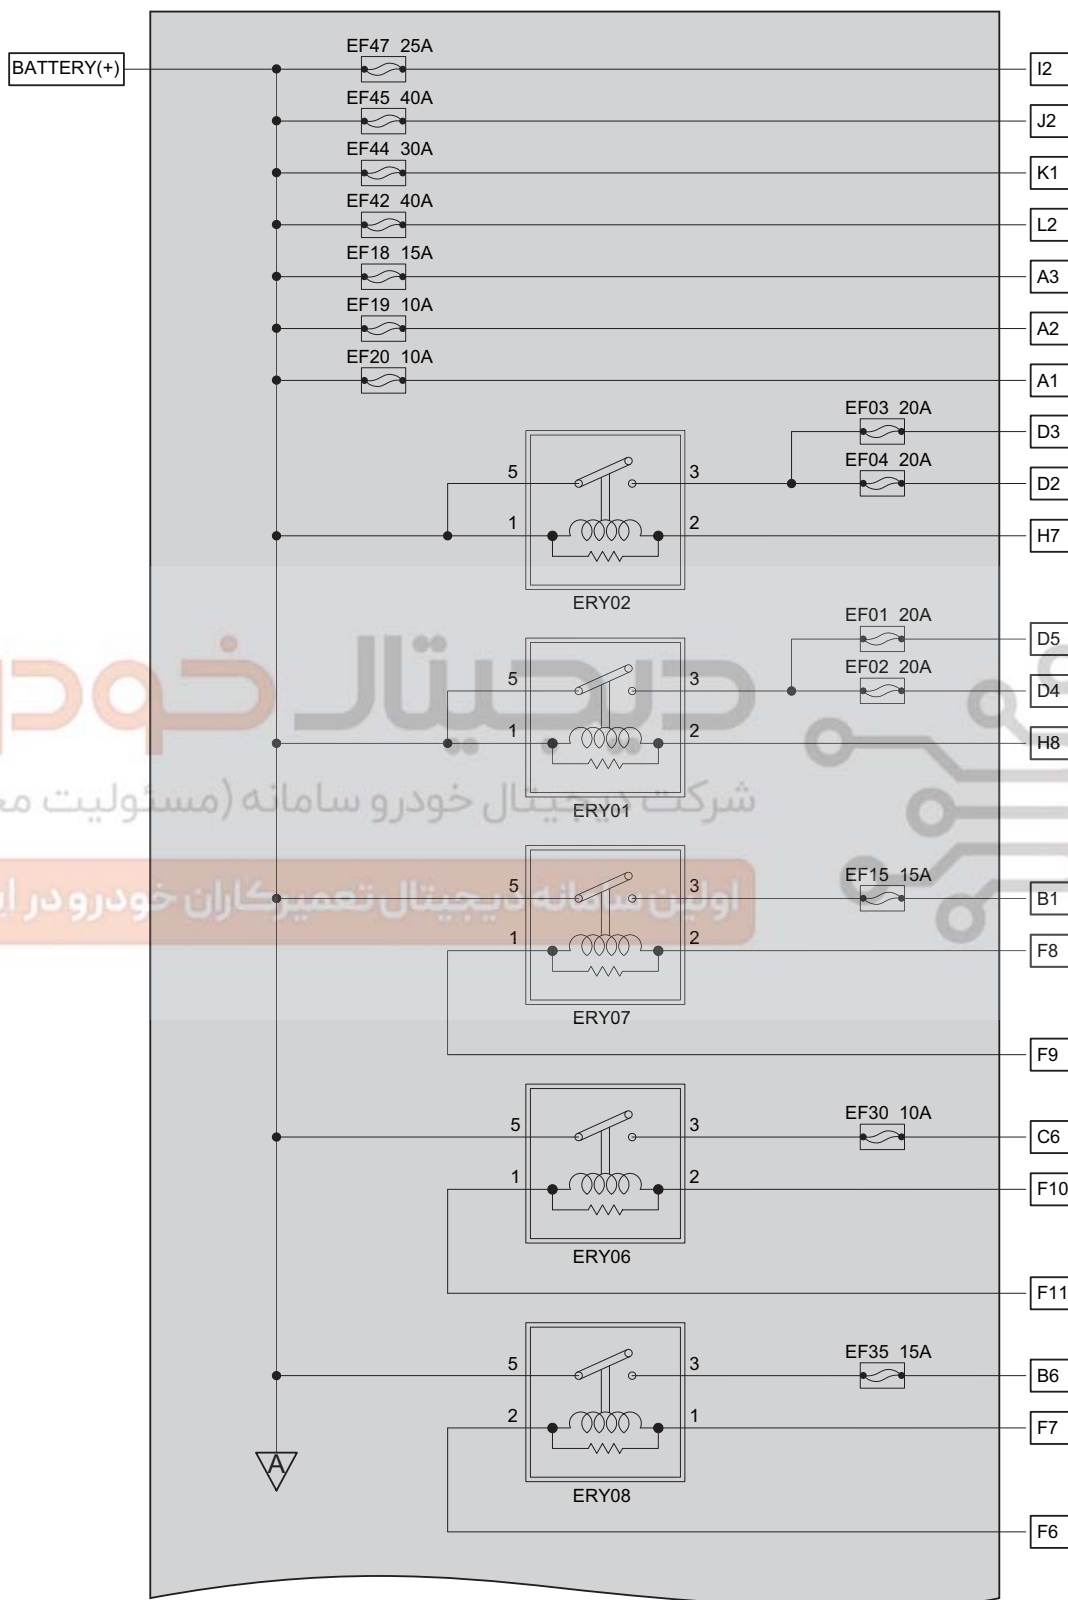 EF47 25A
BATTERY(+)
I2
EF45 40A
J2
EF44 30A
K1
EF42 40A
L2
EF18 15A
A3
EF19 10A
A2
EF20 10A
A1
EF03 20A
D3
EF04 20A
5 3
D2
1 2
H7
ERY02
EF01 20A
D5
EF02 20A
5 3
D4
1 2
H8
دیجیتال خودرو
شرکت دیجیتال خودرو سامانه (مسئولیت
ERY01
EF15 15A
5 3
B1
اولین سامانه دیجیتال تعمیرکاران خودرو در
1 2
F8
ERY07
F9
EF30 10A
5 3
C6
1 2
F10
ERY06
F11
EF35 15A
5 3
B6
2 1
F7
A
ERY08
F6